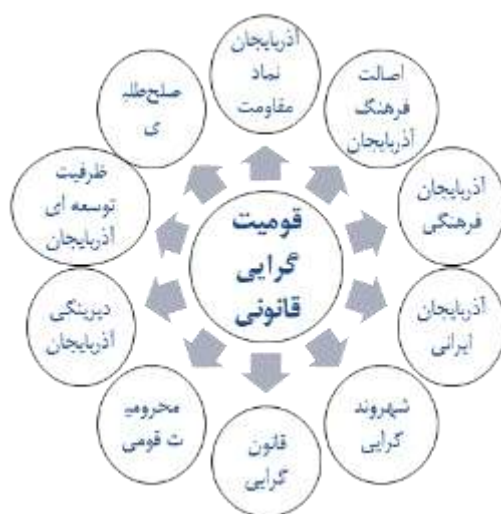 آذربایجان
نماد
مقاومت
اصالت
فرهنگ
آذربایجان
آذربایجان
فرهنگی
آذربایجان
ایرانی
شهروند
گرایی
قانون
گرایی
محرومی
ت قومی
دیرینگی
آذربایجان
ظرفیت
توسعه ای
آذربایجان
صلح‌طلب
ی
قومیت
گرایی
قانونی